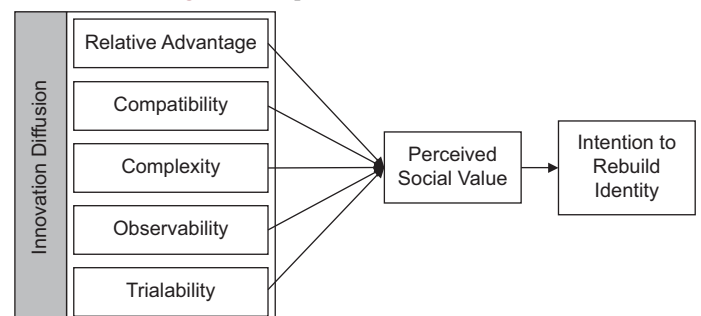 Innovation Diffusion
Relative Advantage
Compatibility
Complexity
Observability
Trialability
Perceived
Social Value
Intention to
Rebuild
Identity